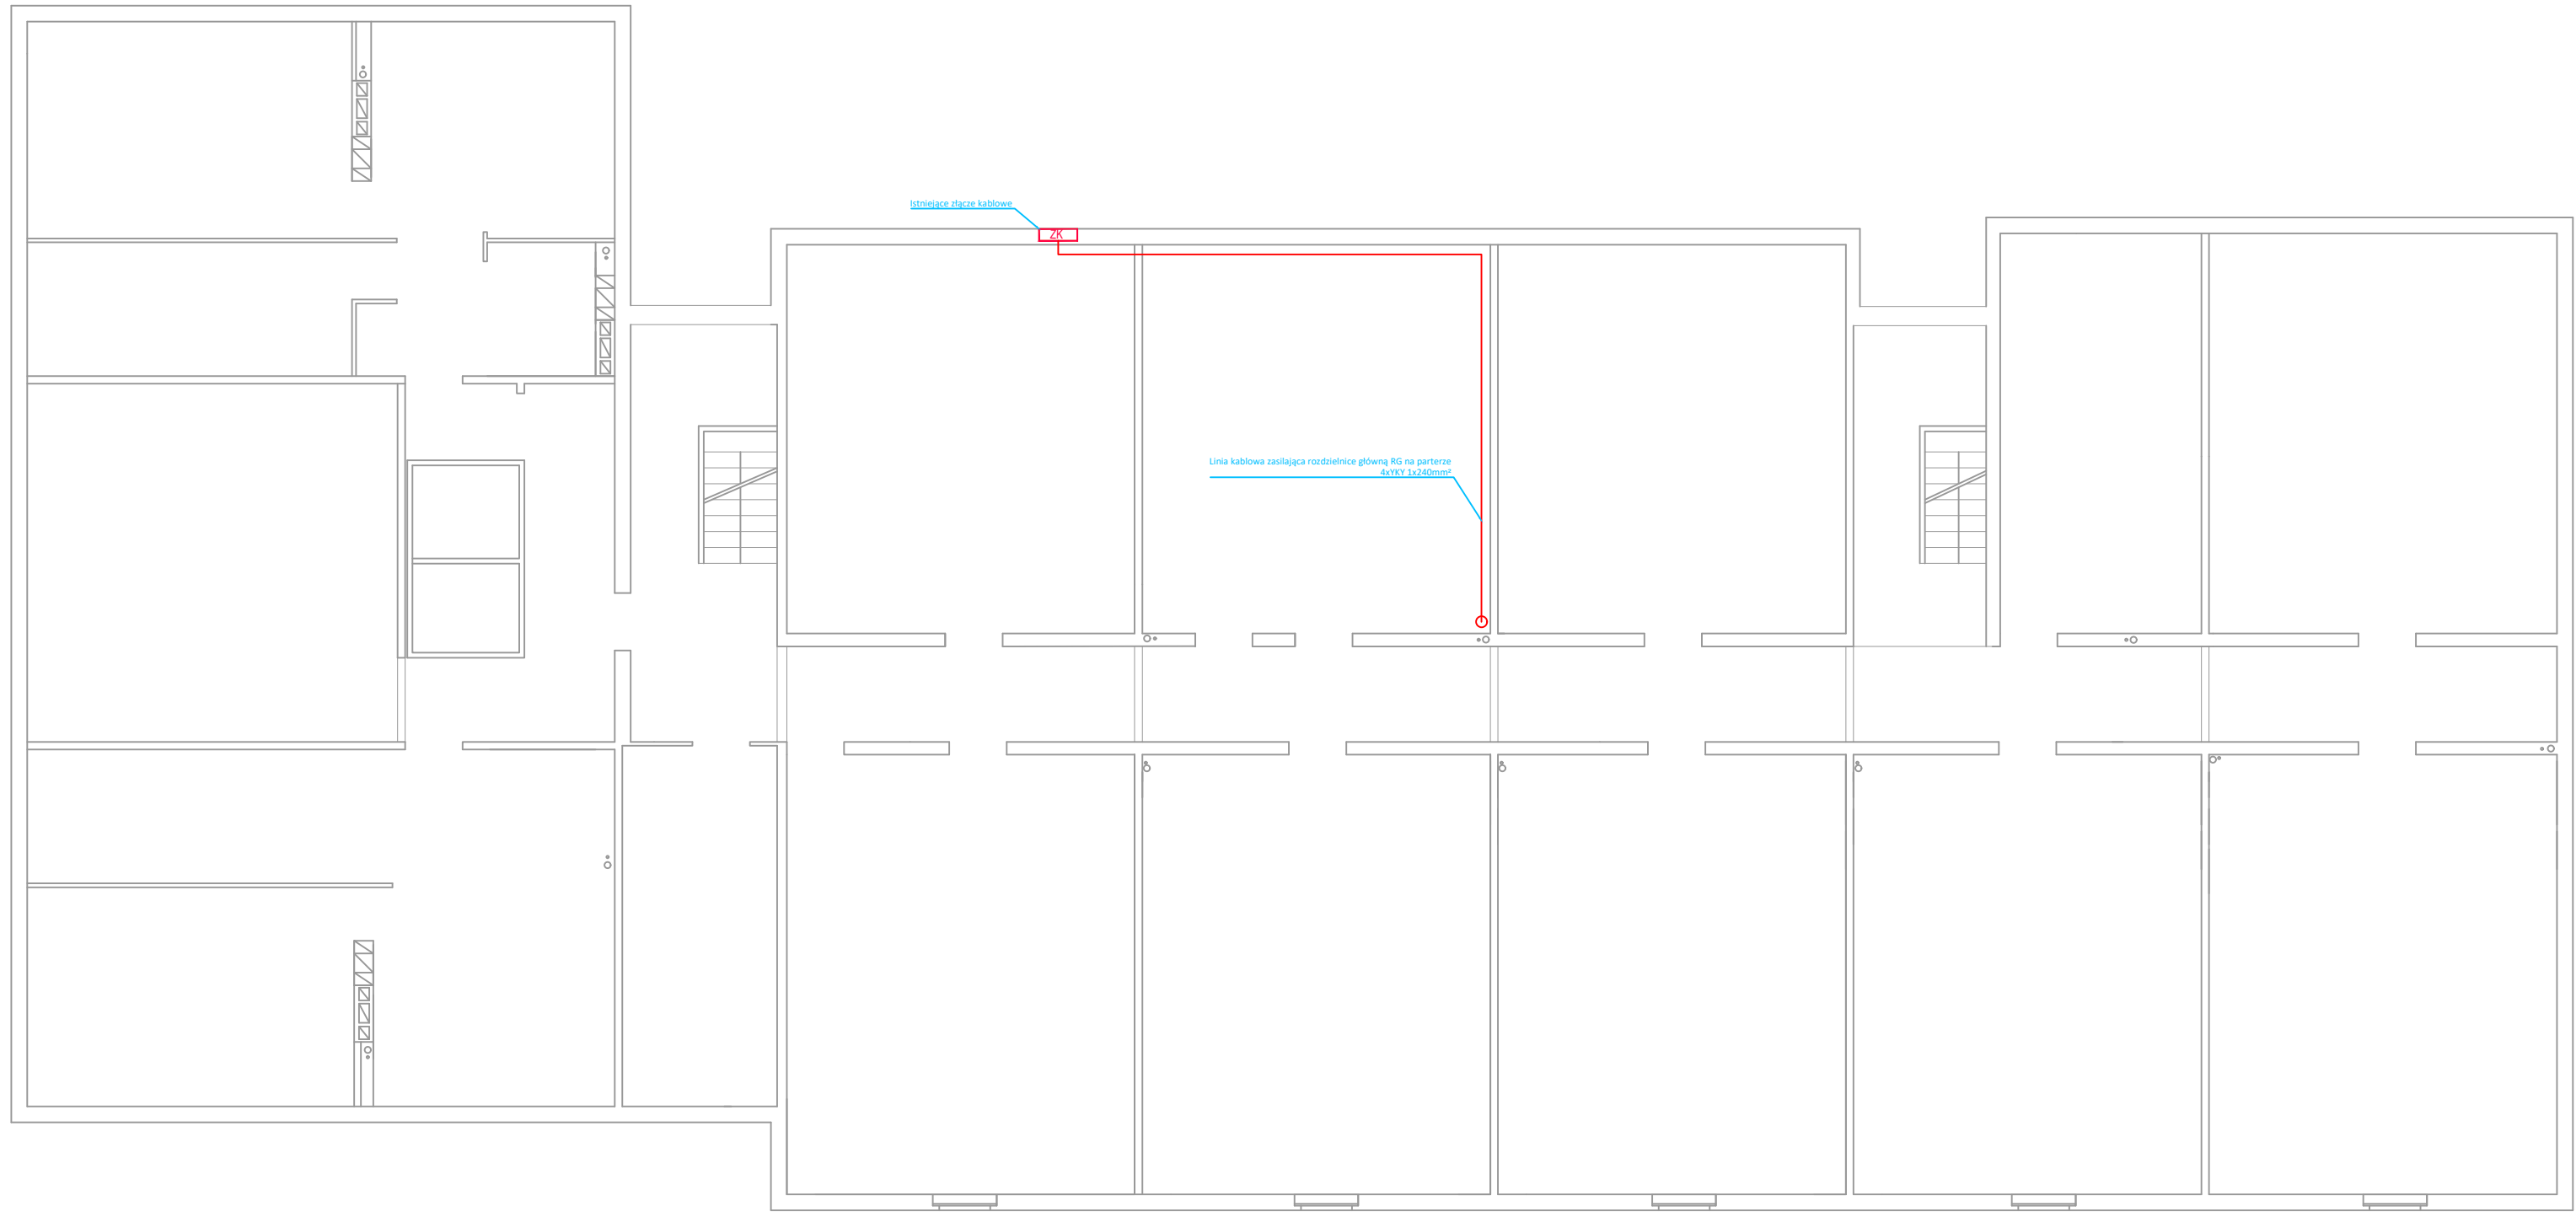 Istniejące złącze kablowe
ZK
Linia kablowa zasilająca rozdzielnice główną RG na parterze
4xYKY 1x240mm²